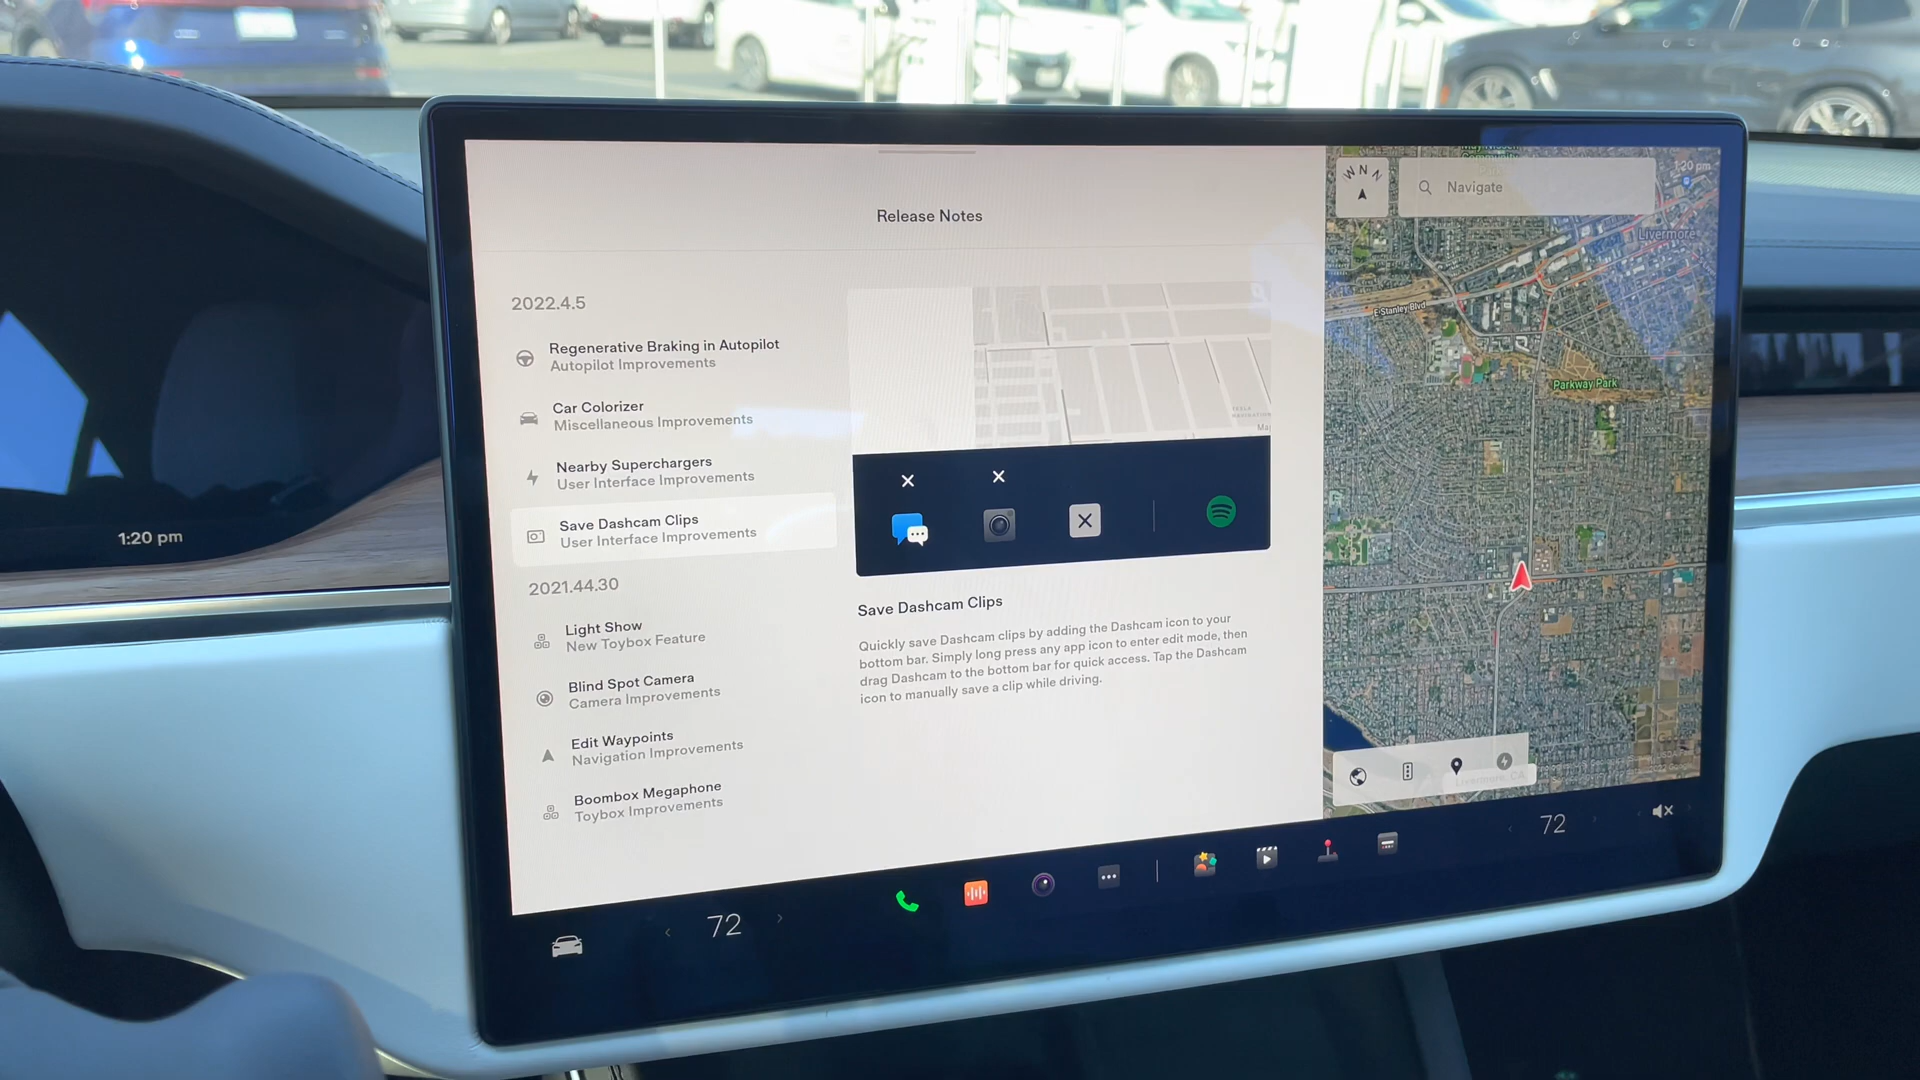 Release Notes
2022.4.5
Regenerative Braking in Autopilot
Autopilot Improvements
Car Colorizer
Miscellaneous Improvements
Nearby Superchargers
User Interface Improvements
Save Dashcam Clips
User Interface Improvements
2021.44.30
Light Show
New Toybox Feature
Blind Spot Camera
Camera Improvements
Edit Waypoints
Navigation Improvements
Boombox Megaphone
Toybox Improvements
Save Dashcam Clips
Quickly save Dashcam clips by adding the Dashcam icon to your
bottom bar. Simply long press any app icon to enter edit mode, then
drag Dashcam to the bottom bar for quick access. Tap the Dashcam
icon to manually save a clip while driving.
W N N
Navigate
1:20 pm
Livermore
E Stanley Blvd
Parkway Park
Livermore, CA
1:20 pm
72
72